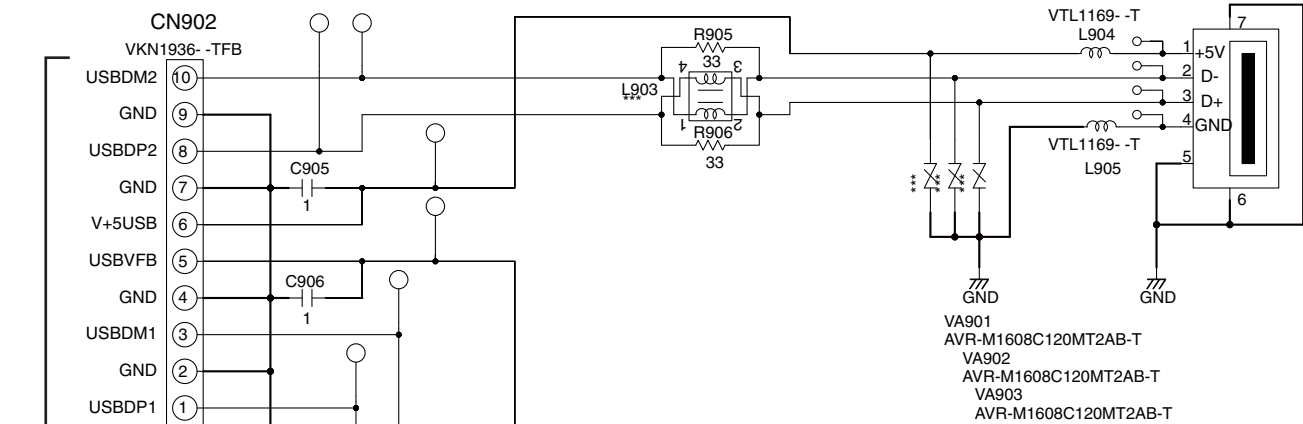 CN902
VKN1936- -TFB
USBDM2 10
GND 9
USBDP2 8
GND 7
V+5USB 6
USBVFB 5
GND 4
USBDM1 3
GND 2
USBDP1 1
C905
1
C906
1
R905
33
4 3
L903
***
1 2
R906
33
*** *** ***
GND
VA901
AVR-M1608C120MT2AB-T
VA902
AVR-M1608C120MT2AB-T
VA903
AVR-M1608C120MT2AB-T
VTL1169- -T
L904
VTL1169- -T
L905
7
1 +5V
2 D-
3 D+
4 GND
5
6
GND